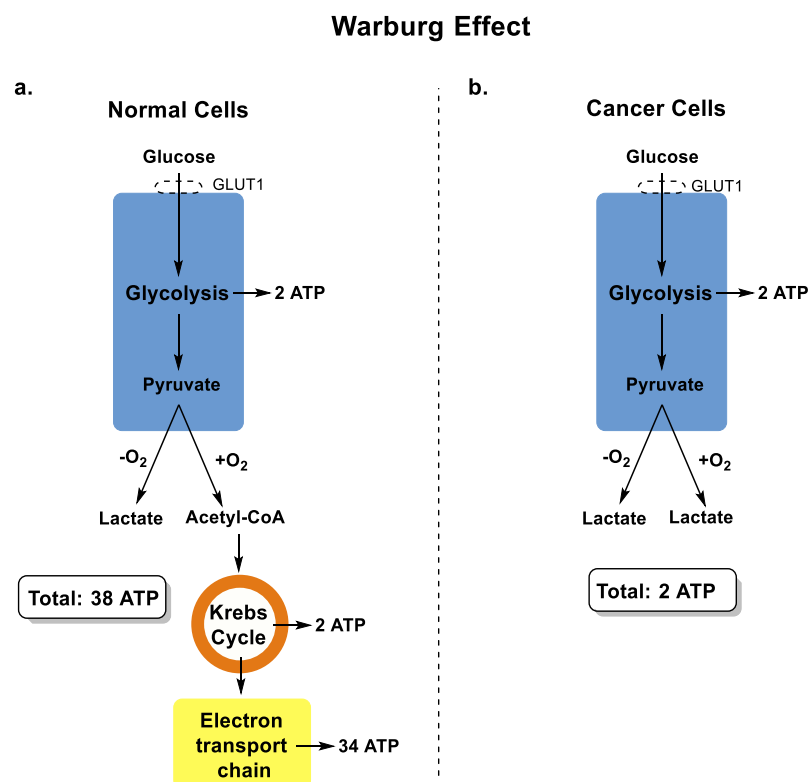 Warburg Effect
a.
Normal Cells
Glucose
GLUT1
Glycolysis
2 ATP
Pyruvate
-O₂
+O₂
Lactate
Acetyl-CoA
Total: 38 ATP
Krebs
Cycle
2 ATP
Electron
transport
chain
34 ATP
b.
Cancer Cells
Glucose
GLUT1
Glycolysis
2 ATP
Pyruvate
-O₂
+O₂
Lactate
Lactate
Total: 2 ATP